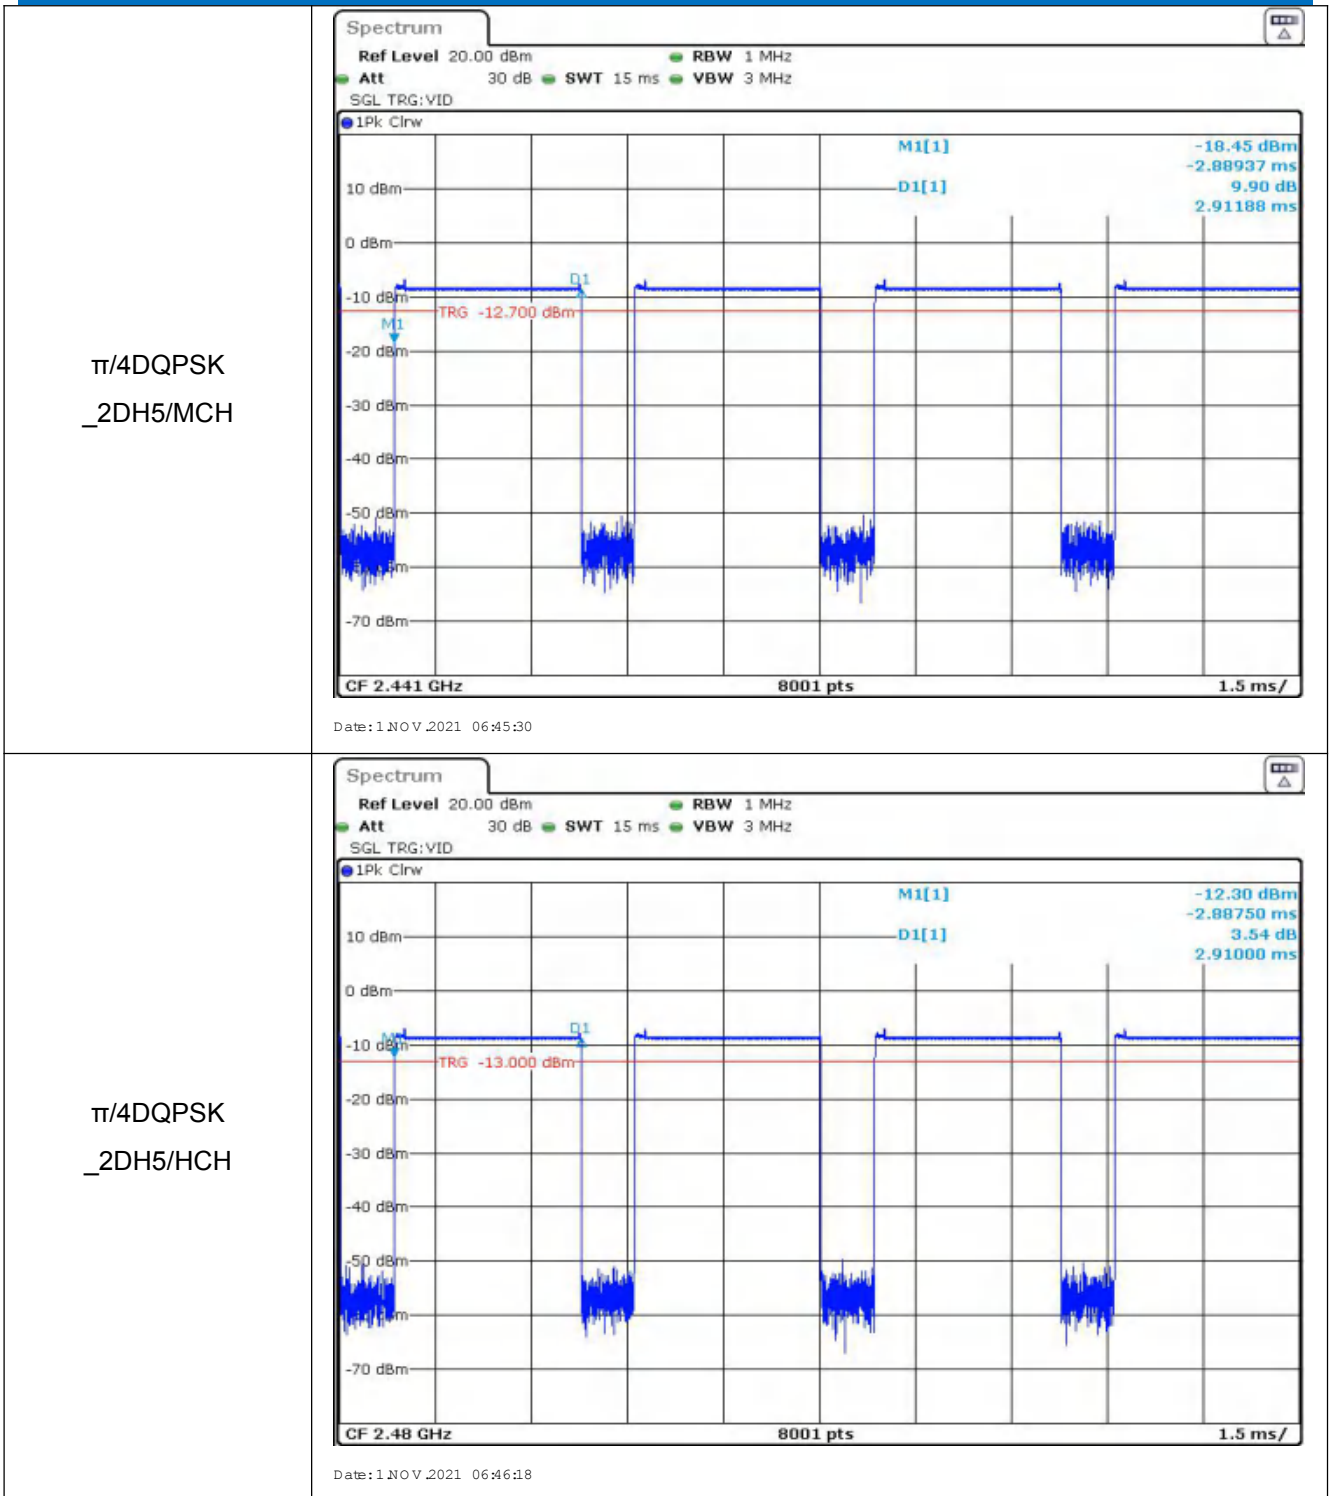 π/4DQPSK
_2DH5/MCH
Spectrum
Ref Level 20.00 dBm RBW 1 MHz
Att 30 dB SWT 15 ms VBW 3 MHz
SGL TRG:VID
1Pk Clrw
M1[1] -18.45 dBm
-2.88937 ms
10 dBm D1[1] 9.90 dB
2.91188 ms
0 dBm
D1
-10 dBm
TRG -12.700 dBm
M1
-20 dBm
-30 dBm
-40 dBm
-50 dBm
-70 dBm
CF 2.441 GHz 8001 pts 1.5 ms/
Date: 1.NOV.2021 06:45:30
π/4DQPSK
_2DH5/HCH
Spectrum
Ref Level 20.00 dBm RBW 1 MHz
Att 30 dB SWT 15 ms VBW 3 MHz
SGL TRG:VID
1Pk Clrw
M1[1] -12.30 dBm
-2.88750 ms
10 dBm D1[1] 3.54 dB
2.91000 ms
0 dBm
D1
-10 dBm
TRG -13.000 dBm
-20 dBm
-30 dBm
-40 dBm
-50 dBm
-70 dBm
CF 2.48 GHz 8001 pts 1.5 ms/
Date: 1.NOV.2021 06:46:18